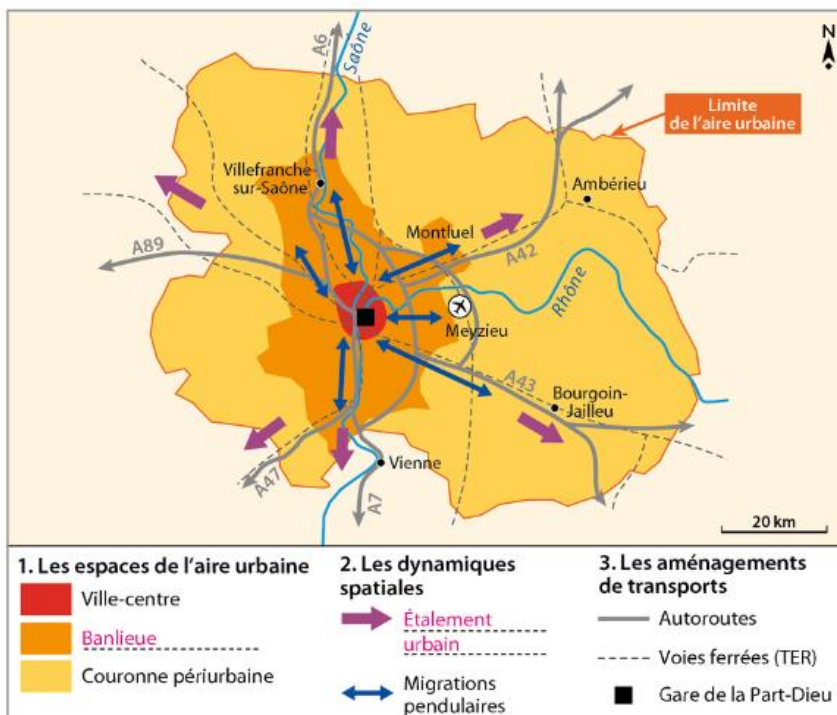 N
A6
Saône
Limite
de l'aire urbaine
Villefranche-
sur-Saône
Ambérieu
Montluel
A89
A42
Rhône
Meyzieu
A43
Bourgoin-
Jailleu
Vienne
A47
A7
20 km
1. Les espaces de l'aire urbaine
Ville-centre
Banlieue
Couronne périurbaine
2. Les dynamiques
spatiales
Étalement
urbain
Migrations
pendulaires
3. Les aménagements
de transports
Autoroutes
Voies ferrées (TER)
Gare de la Part-Dieu